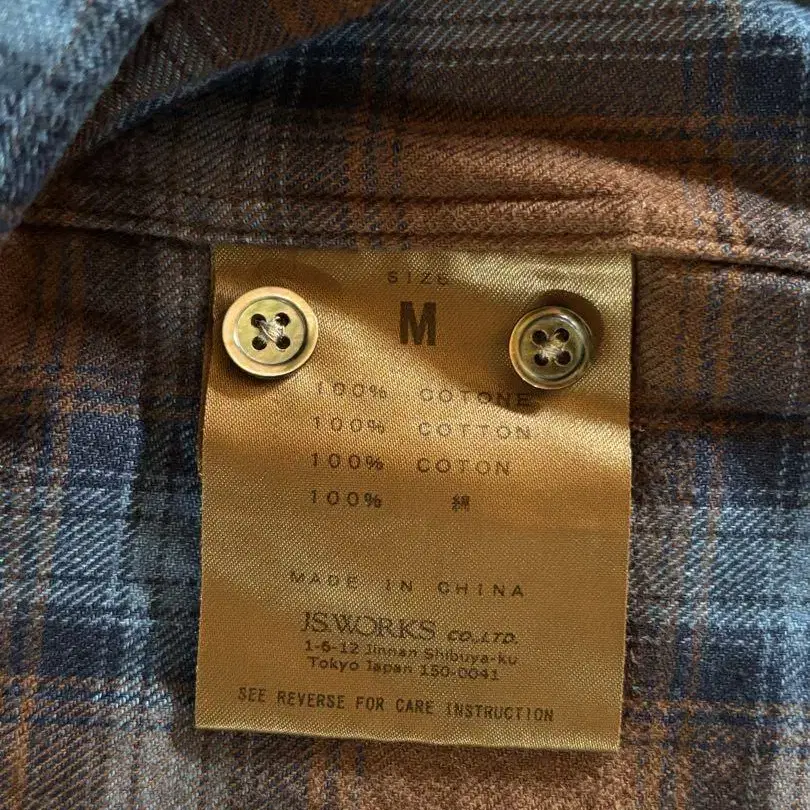 SIZE
M
100% COTONE
100% COTTON
100% COTON
100% 綿
MADE IN CHINA
JS.WORKS CO.,LTD.
1-6-12 Jinnan Shibuya-ku
Tokyo Japan 150-0041
SEE REVERSE FOR CARE INSTRUCTION